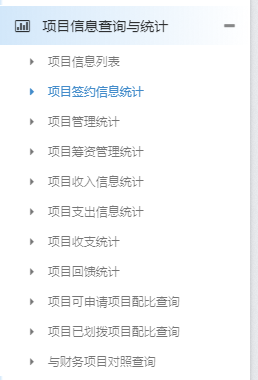 项目信息查询与统计
项目信息列表
项目签约信息统计
项目管理统计
项目筹资管理统计
项目收入信息统计
项目支出信息统计
项目收支统计
项目回馈统计
项目可申请项目配比查询
项目已划拨项目配比查询
与财务项目对照查询